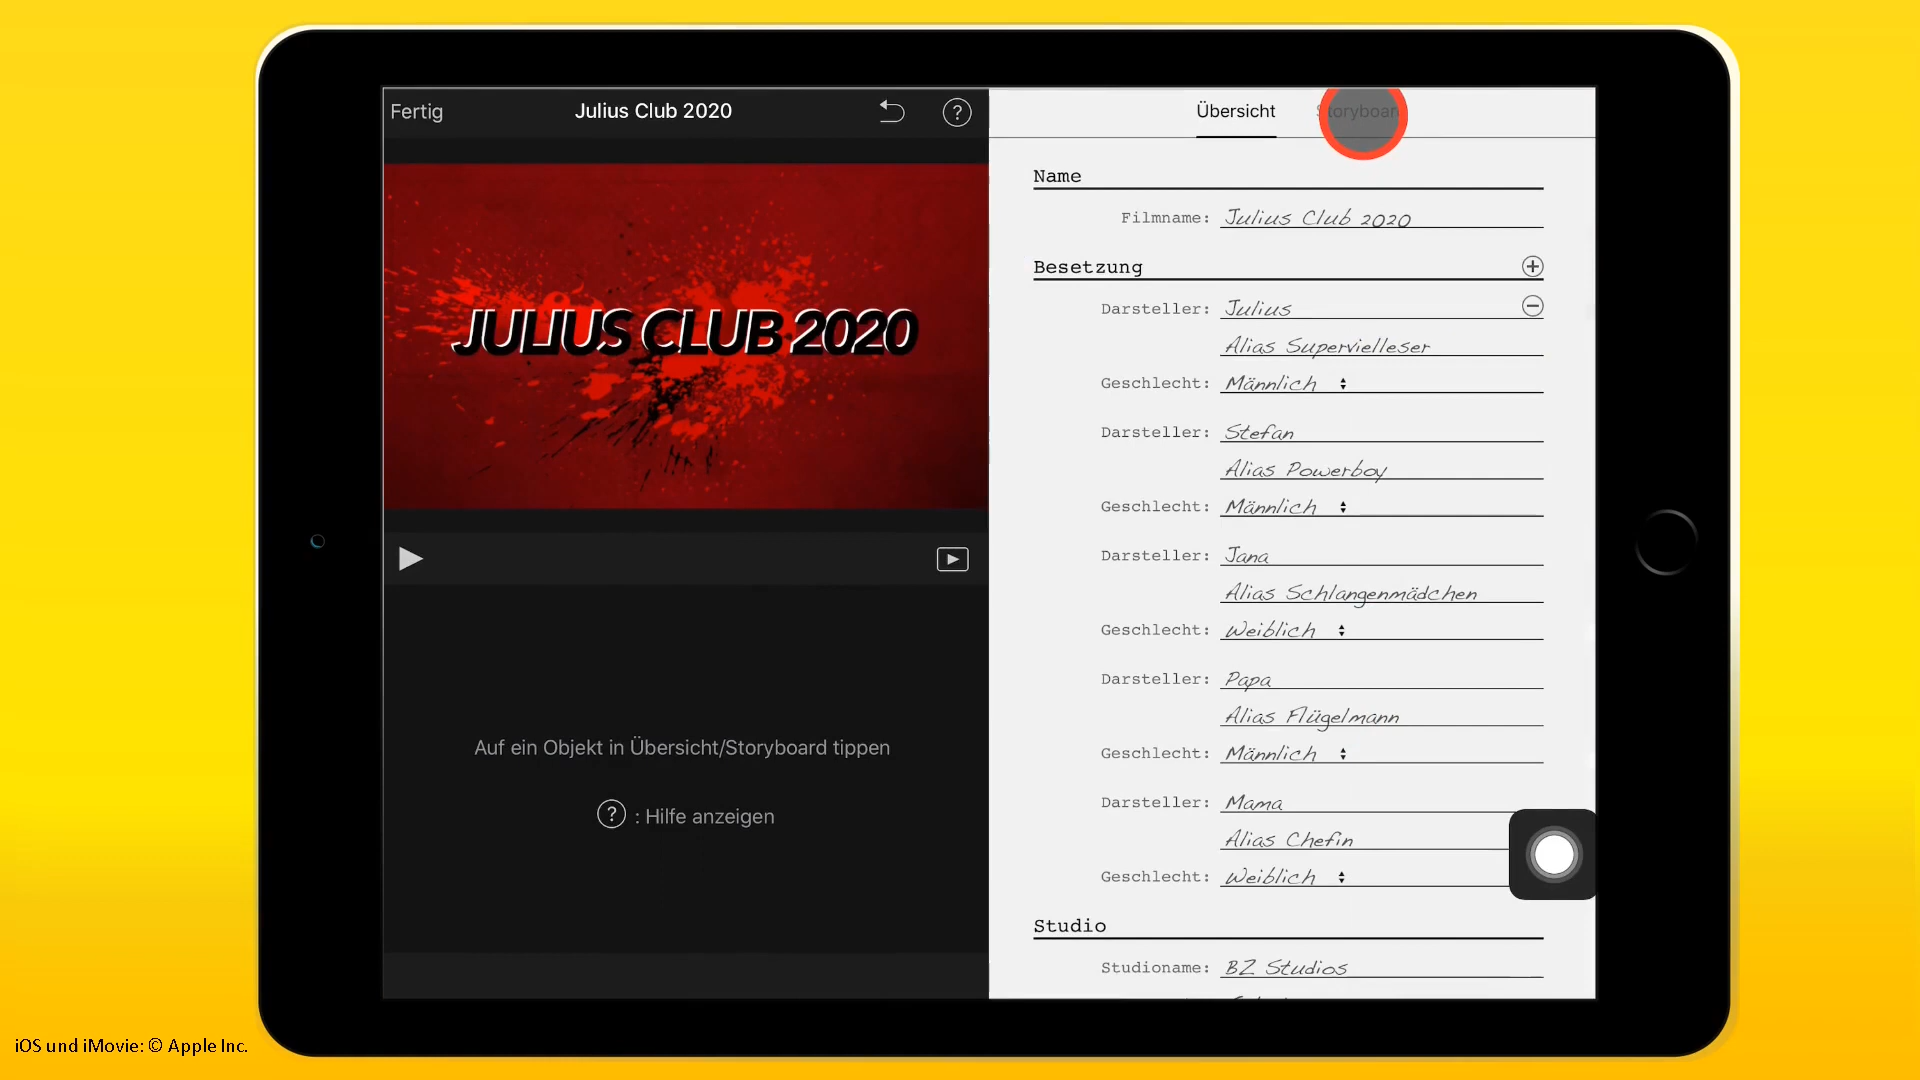 Fertig
Julius Club 2020
?
Übersicht
Storyboard
Name
Filmname: Julius Club 2020
Besetzung
Darsteller: Julius
Alias Supervielleser
Geschlecht: Männlich
Darsteller: Stefan
Alias Powerboy
Geschlecht: Männlich
Darsteller: Jana
Alias Schlangenmädchen
Geschlecht: Weiblich
Darsteller: Papa
Alias Flügelmann
Geschlecht: Männlich
Darsteller: Mama
Alias Chefin
Geschlecht: Weiblich
Studio
Studioname: BZ Studios
JULIUS CLUB 2020
Auf ein Objekt in Übersicht/Storyboard tippen
? : Hilfe anzeigen
iOS und iMovie: © Apple Inc.